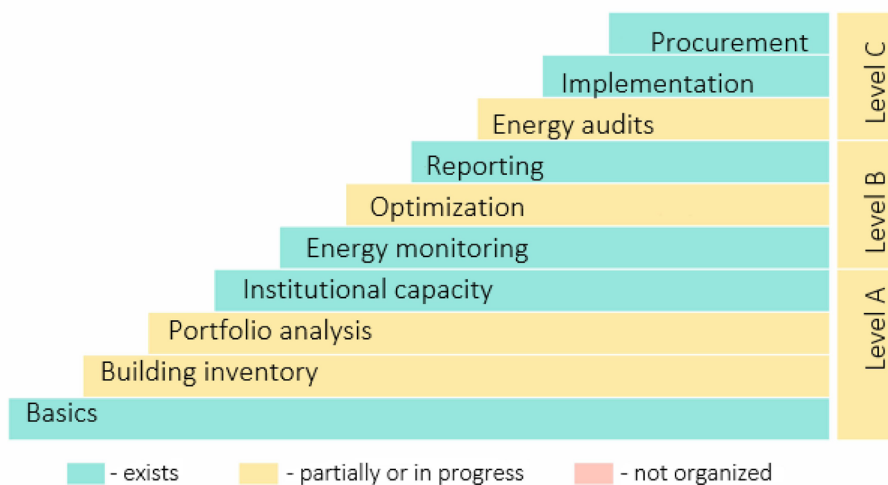 Procurement
Implementation
Energy audits
Level C
Reporting
Optimization
Energy monitoring
Level B
Institutional capacity
Portfolio analysis
Building inventory
Basics
Level A
- exists
- partially or in progress
- not organized